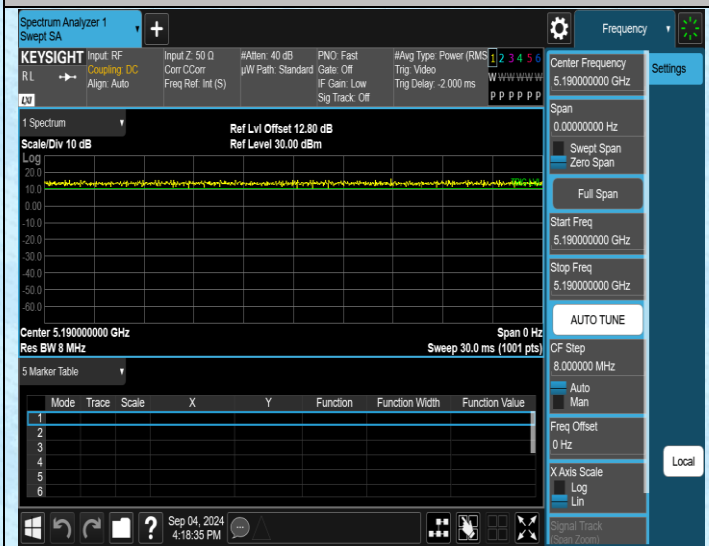 Spectrum Analyzer 1
Swept SA
+
Frequency
KEYSIGHT
R L
LXI
Input: RF
Coupling: DC
Align: Auto
Input Z: 50 Ω
Corr CCorr
Freq Ref: Int (S)
#Atten: 40 dB
µW Path: Standard
PNO: Fast
Gate: Off
IF Gain: Low
Sig Track: Off
#Avg Type: Power (RMS
Trig: Video
Trig Delay: -2.000 ms
1 2 3 4 5 6
W W W W W W
P P P P P P
Center Frequency
5.190000000 GHz
Settings
Span
0.00000000 Hz
Swept Span
Zero Span
Full Span
Start Freq
5.190000000 GHz
Stop Freq
5.190000000 GHz
AUTO TUNE
CF Step
8.000000 MHz
Auto
Man
Freq Offset
0 Hz
X Axis Scale
Log
Lin
Signal Track
(Span Zoom)
Local
1 Spectrum
Scale/Div 10 dB
Ref Lvl Offset 12.80 dB
Ref Level 30.00 dBm
Log
20.0
10.0
0.00
-10.0
-20.0
-30.0
-40.0
-50.0
-60.0
Center 5.190000000 GHz
Res BW 8 MHz
Span 0 Hz
Sweep 30.0 ms (1001 pts)
5 Marker Table
Mode Trace Scale X Y Function Function Width Function Value
1
2
3
4
5
6
?
Sep 04, 2024
4:18:35 PM